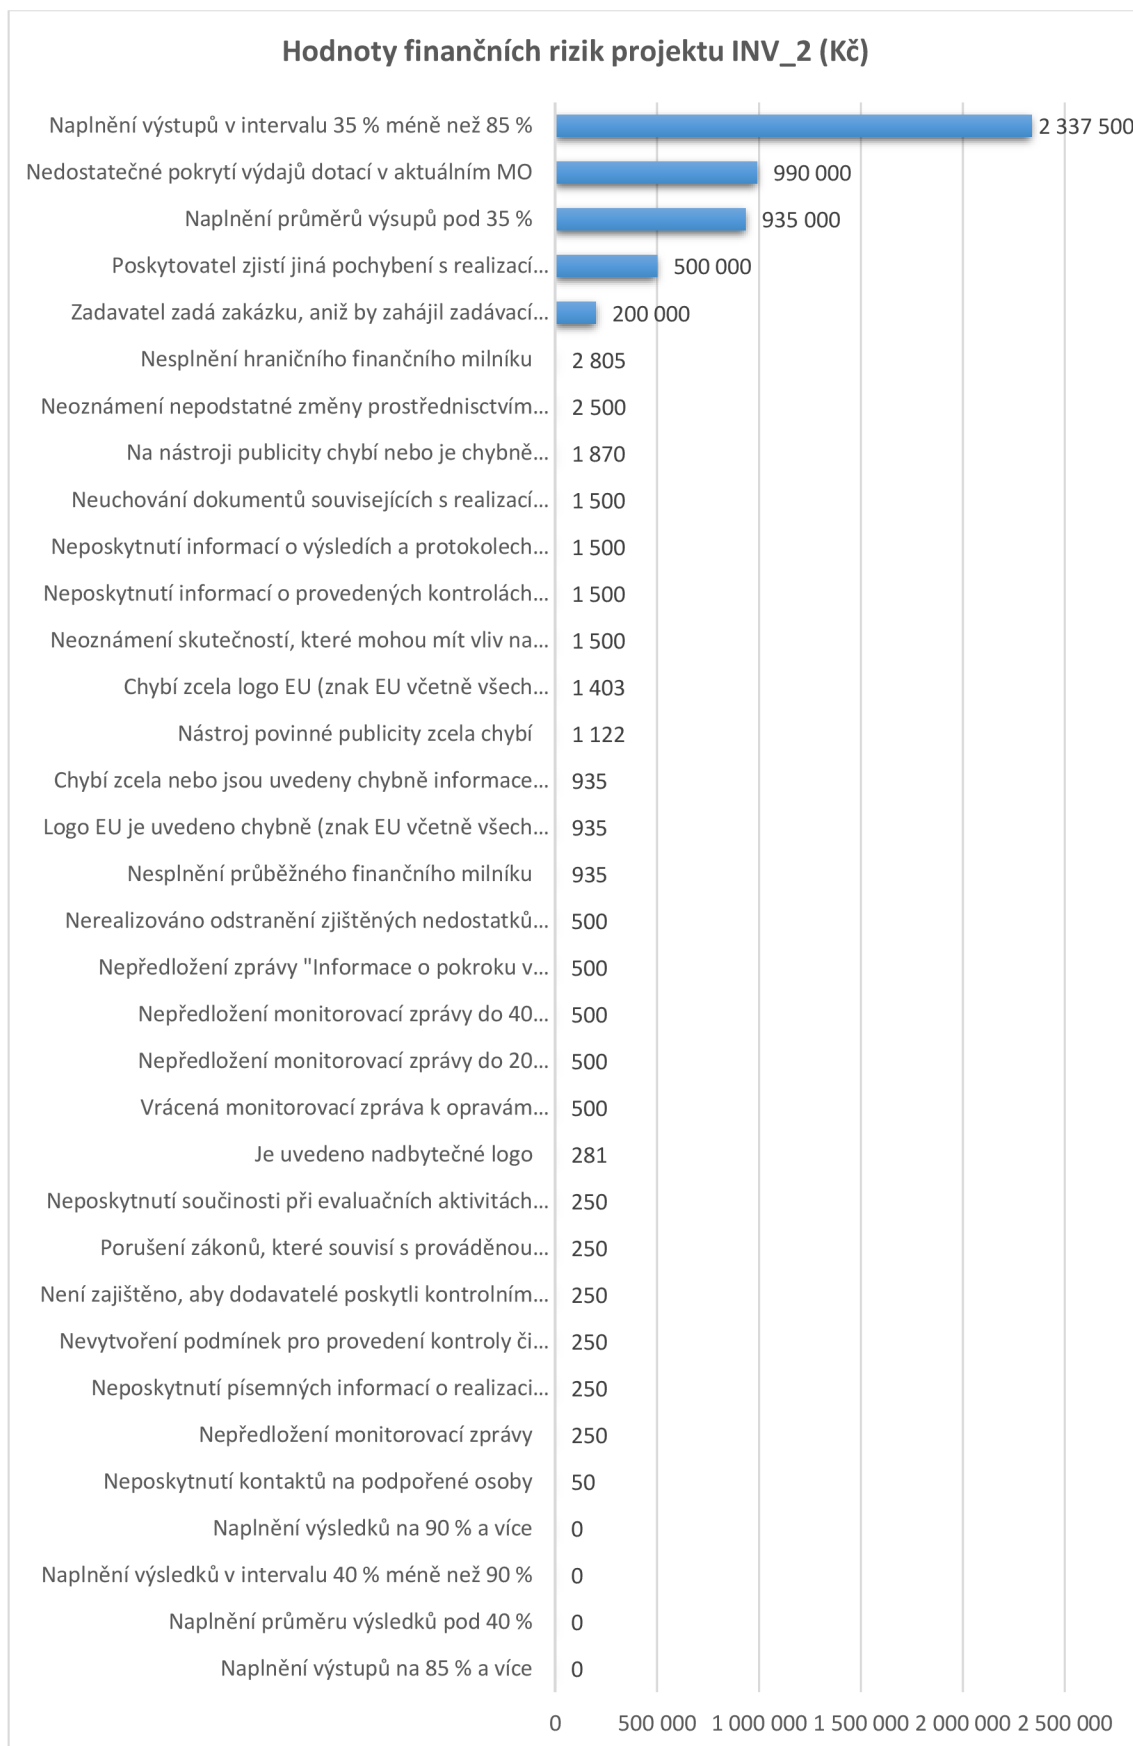 Hodnoty finančních rizik projektu INV_2 (Kč)
Naplnění výstupů v intervalu 35 % méně než 85 % 2 337 500
Nedostatečné pokrytí výdajů dotací v aktuálním MO 990 000
Naplnění průměrů výsupů pod 35 % 935 000
Poskytovatel zjistí jiná pochybení s realizací... 500 000
Zadavatel zadá zakázku, aniž by zahájil zadávací... 200 000
Nesplnění hraničního finančního milníku 2 805
Neoznámení nepodstatné změny prostřednisctvím... 2 500
Na nástroji publicity chybí nebo je chybně... 1 870
Neuchování dokumentů souvisejících s realizací... 1 500
Neposkytnutí informací o výsledích a protokolech... 1 500
Neposkytnutí informací o provedených kontrolách... 1 500
Neoznámení skutečností, které mohou mít vliv na... 1 500
Chybí zcela logo EU (znak EU včetně všech... 1 403
Nástroj povinné publicity zcela chybí 1 122
Chybí zcela nebo jsou uvedeny chybně informace... 935
Logo EU je uvedeno chybně (znak EU včetně všech... 935
Nesplnění průběžného finančního milníku 935
Nerealizováno odstranění zjištěných nedostatků... 500
Nepředložení zprávy "Informace o pokroku v... 500
Nepředložení monitorovací zprávy do 40... 500
Nepředložení monitorovací zprávy do 20... 500
Vrácená monitorovací zpráva k opravám... 500
Je uvedeno nadbytečné logo 281
Neposkytnutí součinosti při evaluačních aktivitách... 250
Porušení zákonů, které souvisí s prováděnou... 250
Není zajištěno, aby dodavatelé poskytli kontrolním... 250
Nevytvoření podmínek pro provedení kontroly či... 250
Neposkytnutí písemných informací o realizaci... 250
Nepředložení monitorovací zprávy 250
Neposkytnutí kontaktů na podpořené osoby 50
Naplnění výsledků na 90 % a více 0
Naplnění výsledků v intervalu 40 % méně než 90 % 0
Naplnění průměru výsledků pod 40 % 0
Naplnění výstupů na 85 % a více 0
0 500 000 1 000 000 1 500 000 2 000 000 2 500 000